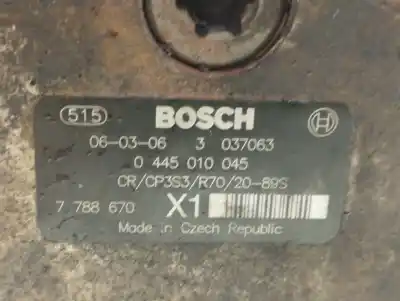 515 BOSCH
06-03-06 3 037063
0 445 010 045
CR/CP3S3/R70/20-89S
7 788 670 X1
Made in Czech Republic